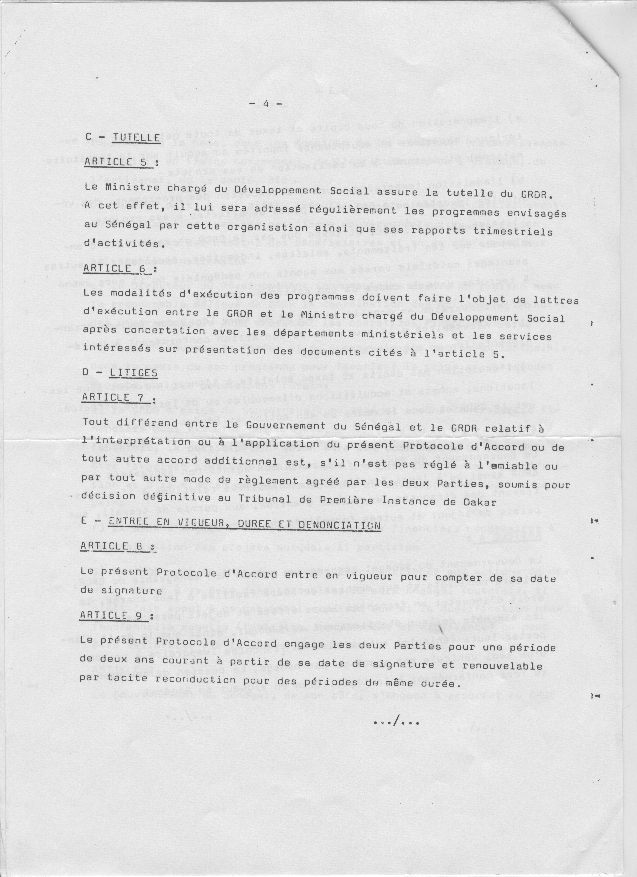 - 4 -
C - TUTELLE
ARTICLE 5 :
Le Ministre chargé du Développement Social assure la tutelle du GRDR.
A cet effet, il lui sera adressé régulièrement les programmes envisagés
au Sénégal par cette organisation ainsi que ses rapports trimestriels
d'activités.
ARTICLE 6 :
Les modalités d'exécution des programmes doivent faire l'objet de lettres
d'exécution entre le GRDR et le Ministre chargé du Développement Social
après concertation avec les départements ministériels et les services
intéressés sur présentation des documents cités à l'article 5.
D - LITIGES
ARTICLE 7 :
Tout différend entre le Gouvernement du Sénégal et le GRDR relatif à
l'interprétation ou à l'application du présent Protocole d'Accord ou de
tout autre accord additionnel est, s'il n'est pas réglé à l'amiable ou
par tout autre mode de règlement agréé par les deux Parties, soumis pour
décision définitive au Tribunal de Première Instance de Dakar
E - ENTREE EN VIGUEUR, DUREE ET DENONCIATION
ARTICLE 8 :
Le présent Protocole d'Accord entre en vigueur pour compter de sa date
de signature
ARTICLE 9 :
Le présent Protocole d'Accord engage les deux Parties pour une période
de deux ans courant à partir de sa date de signature et renouvelable
par tacite reconduction pour des périodes de même durée.
.../...